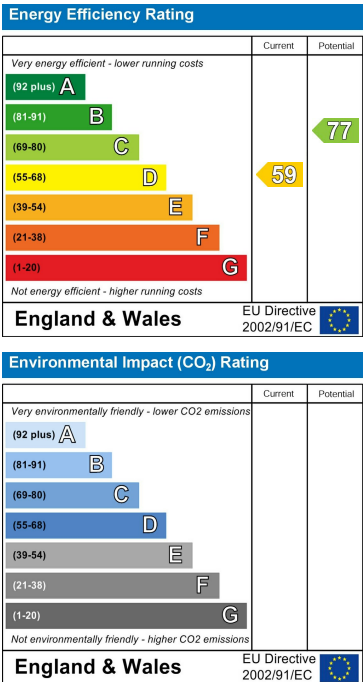 Energy Efficiency Rating
Current Potential
Very energy efficient - lower running costs
(92 plus) A
(81-91) B
(69-80) C
77
(55-68) D
59
(39-54) E
(21-38) F
(1-20) G
Not energy efficient - higher running costs
England & Wales
EU Directive
2002/91/EC
Environmental Impact (CO₂) Rating
Current Potential
Very environmentally friendly - lower CO2 emissions
(92 plus) A
(81-91) B
(69-80) C
(55-68) D
(39-54) E
(21-38) F
(1-20) G
Not environmentally friendly - higher CO2 emissions
England & Wales
EU Directive
2002/91/EC